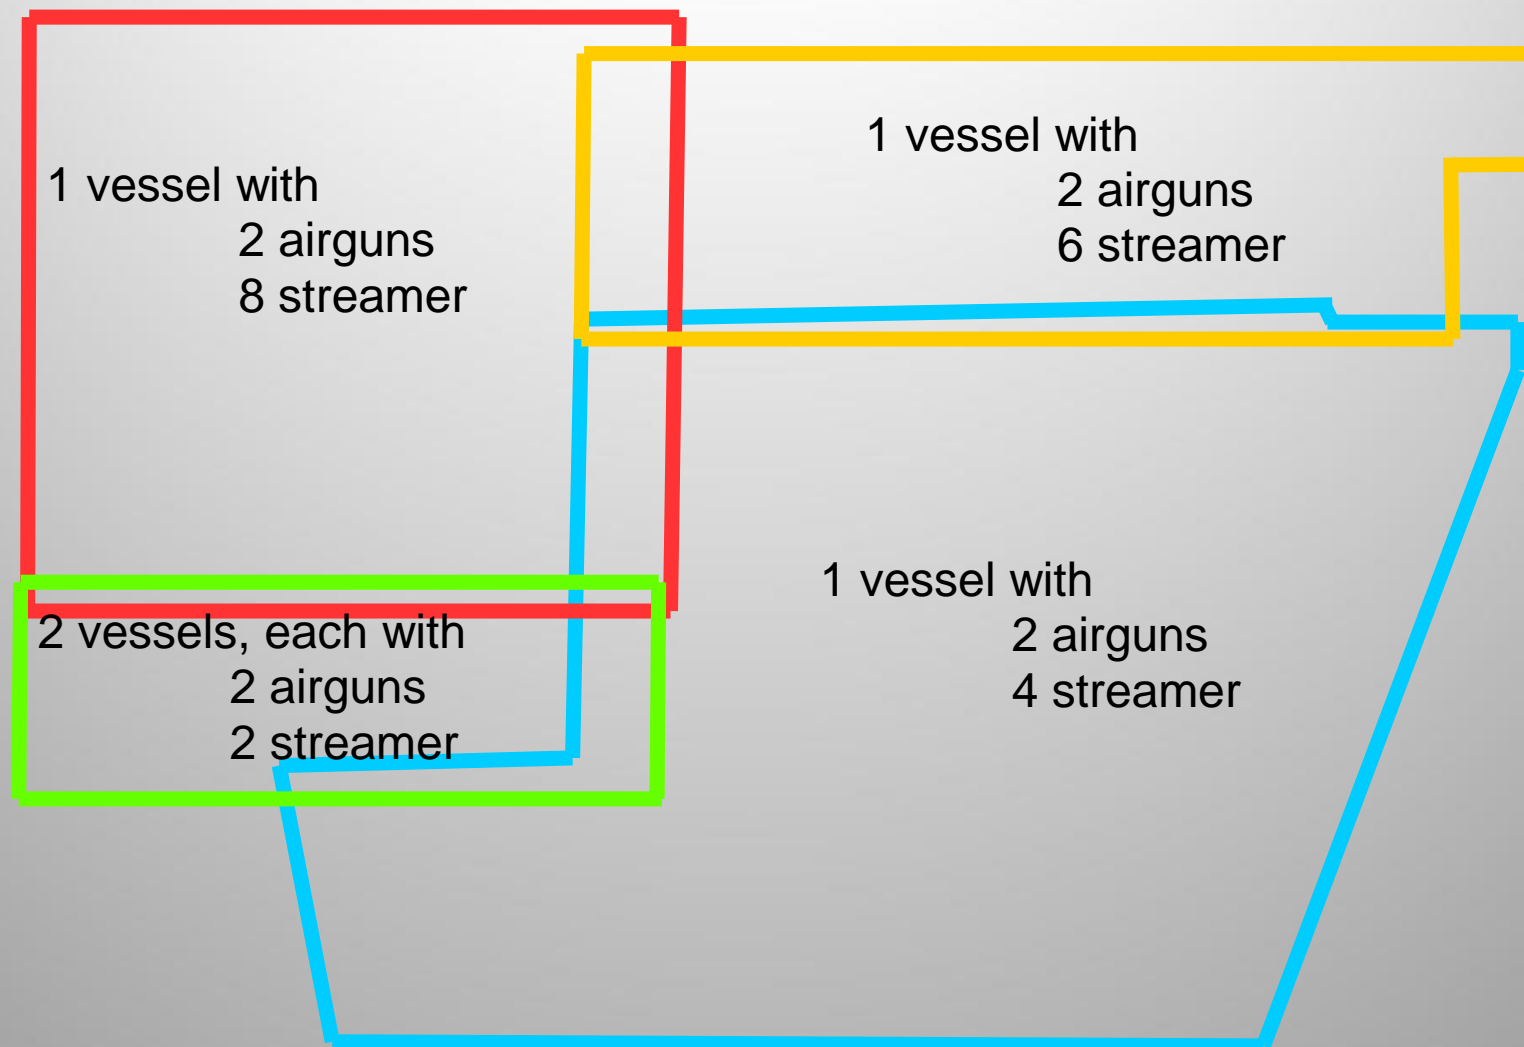 1 vessel with
2 airguns
8 streamer
1 vessel with
2 airguns
6 streamer
2 vessels, each with
2 airguns
2 streamer
1 vessel with
2 airguns
4 streamer